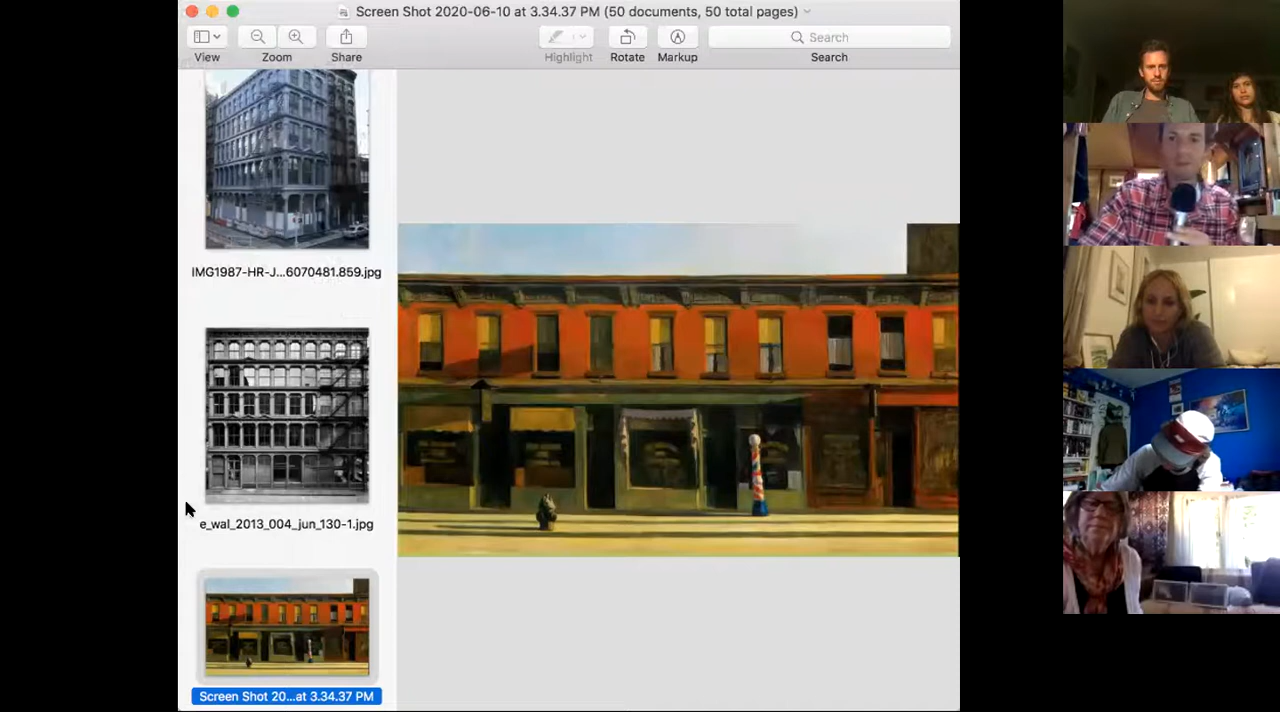 Screen Shot 2020-06-10 at 3.34.37 PM (50 documents, 50 total pages)
View
Zoom
Share
Highlight
Rotate
Markup
Search
Search
IMG1987-HR-J...6070481.859.jpg
e_wal_2013_004_jun_130-1.jpg
Screen Shot 20...at 3.34.37 PM